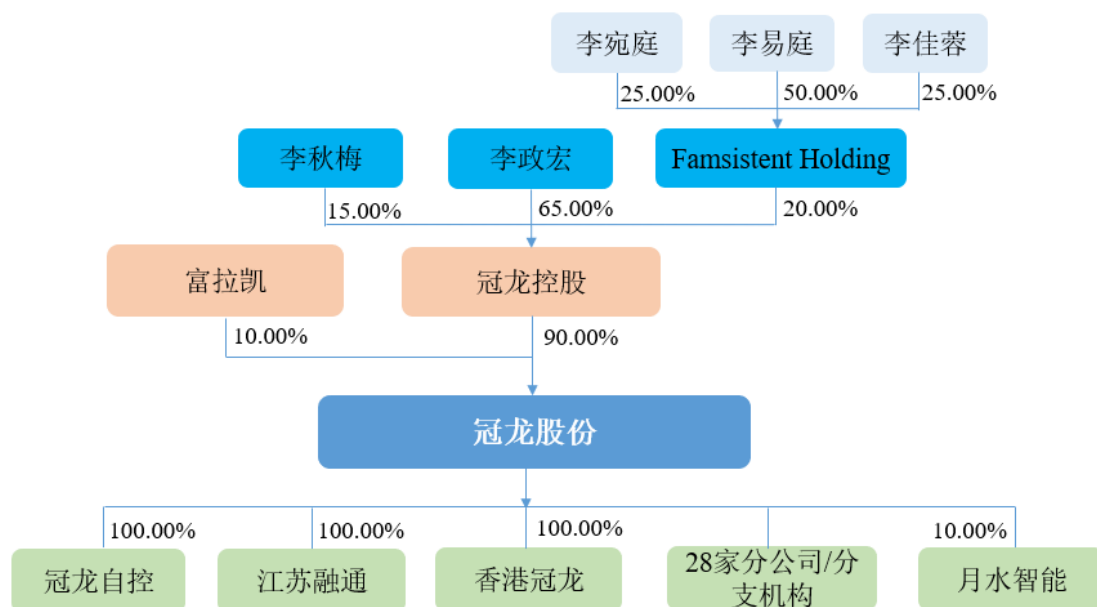 李宛庭
李易庭
李佳蓉
25.00%
50.00%
25.00%
李秋梅
李政宏
Famsistent Holding
15.00%
65.00%
20.00%
富拉凯
冠龙控股
10.00%
90.00%
冠龙股份
100.00%
100.00%
100.00%
10.00%
冠龙自控
江苏融通
香港冠龙
28家分公司/分
支机构
月水智能